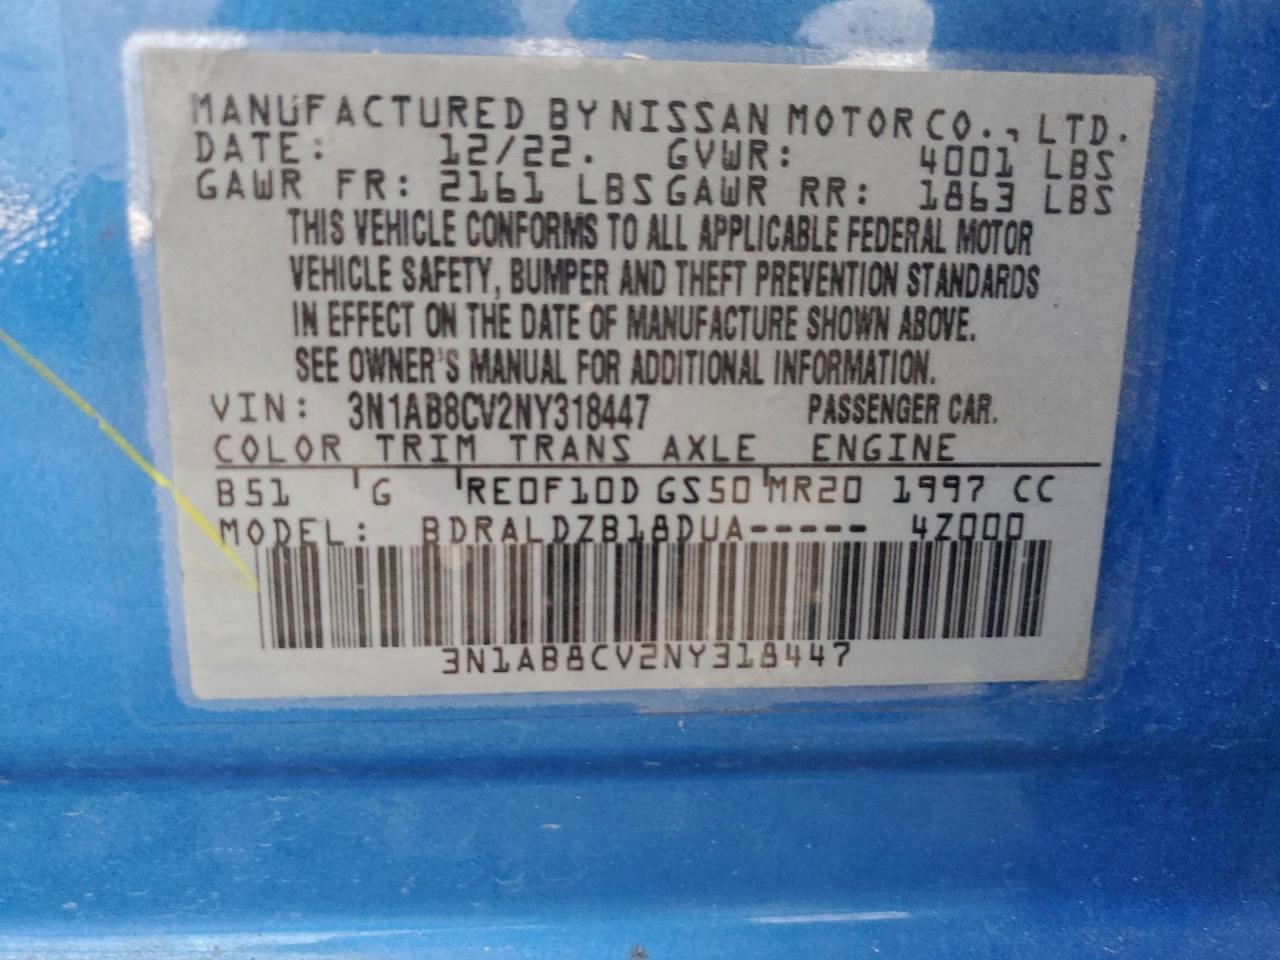 MANUFACTURED BY NISSAN MOTOR CO., LTD.
DATE: 12/22. GVWR: 4001 LBS
GAWR FR: 2161 LBS GAWR RR: 1863 LBS
THIS VEHICLE CONFORMS TO ALL APPLICABLE FEDERAL MOTOR
VEHICLE SAFETY, BUMPER AND THEFT PREVENTION STANDARDS
IN EFFECT ON THE DATE OF MANUFACTURE SHOWN ABOVE.
SEE OWNER'S MANUAL FOR ADDITIONAL INFORMATION.
VIN: 3N1AB8CV2NY318447 PASSENGER CAR.
COLOR TRIM TRANS AXLE ENGINE
B51 G RE0F10D GS50 MR20 1997 CC
MODEL: BDRALDZB18DUA----- 4Z000
3N1AB8CV2NY318447